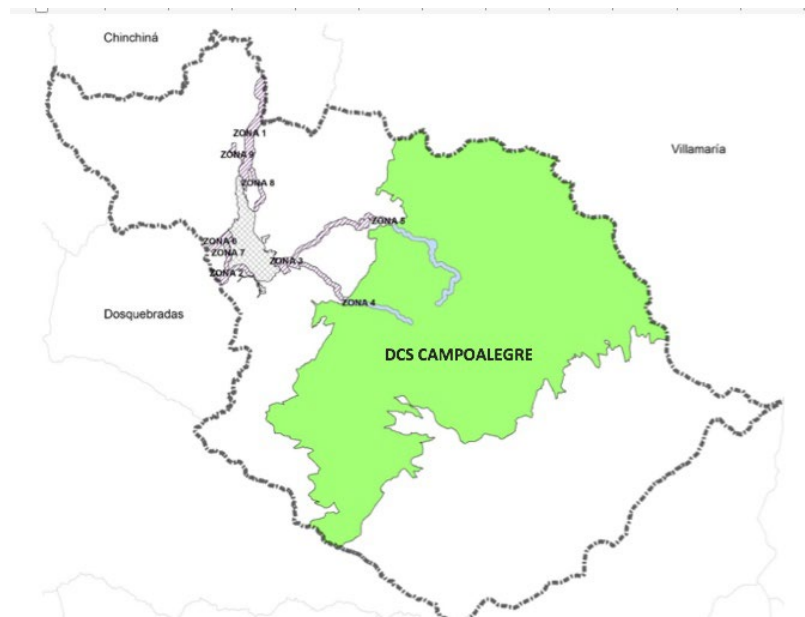 Chinchiná
ZONA 1
Villamaría
ZONA 9
ZONA 8
ZONA 5
ZONA 6
ZONA 7
ZONA 3
ZONA 2
ZONA 4
Dosquebradas
DCS CAMPOALEGRE